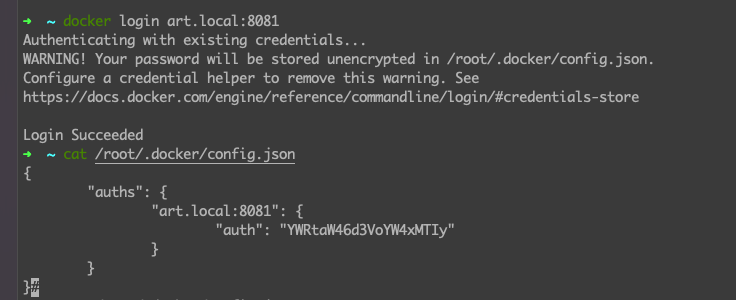 ➜ ~ docker login art.local:8081
Authenticating with existing credentials...
WARNING! Your password will be stored unencrypted in /root/.docker/config.json.
Configure a credential helper to remove this warning. See
https://docs.docker.com/engine/reference/commandline/login/#credentials-store
Login Succeeded
➜ ~ cat /root/.docker/config.json
{
"auths": {
"art.local:8081": {
"auth": "YWRtaW46d3VoYW4xMTIy"
}
}
}#